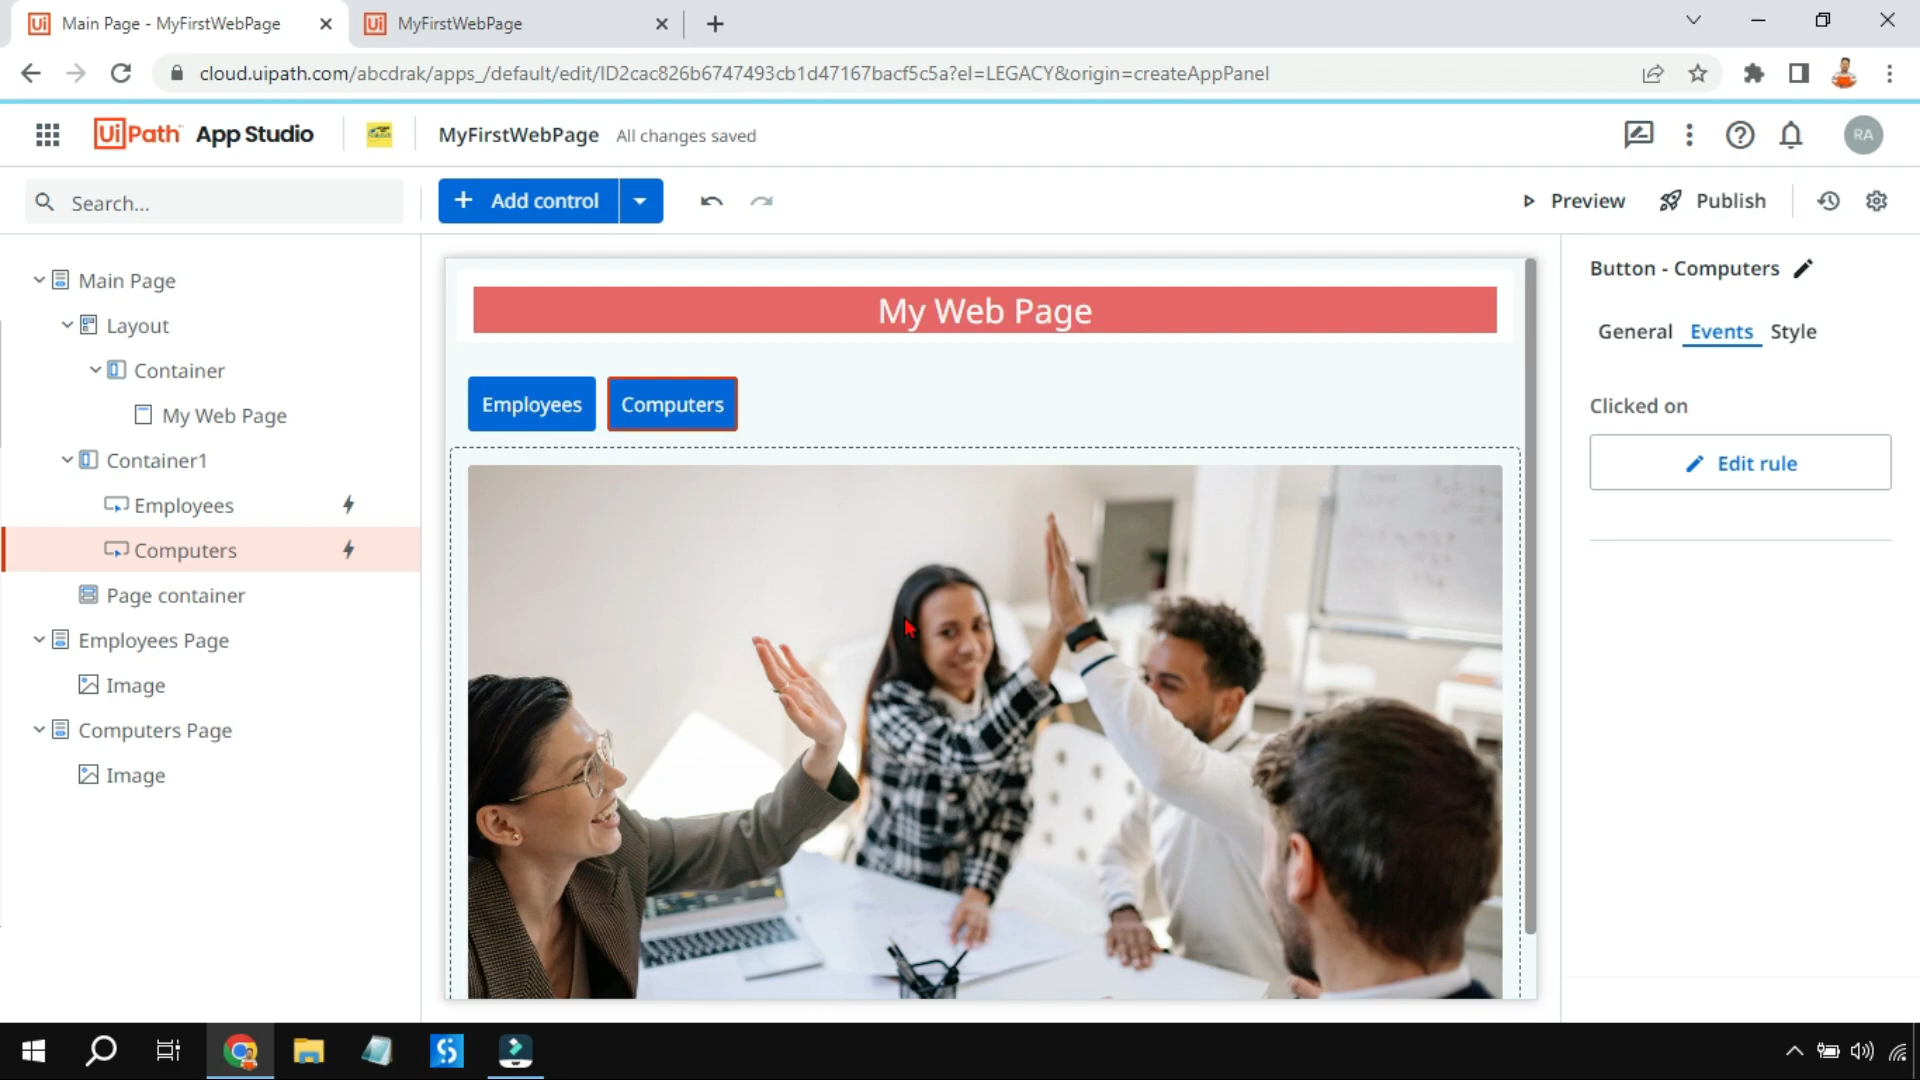 Main Page - MyFirstWebPage
MyFirstWebPage
cloud.uipath.com/abcdrak/apps_/default/edit/ID2cac826b6747493cb1d47167bacf5c5a?el=LEGACY&origin=createAppPanel
UiPath App Studio
MyFirstWebPage All changes saved
RA
Search...
Add control
Preview
Publish
Main Page
Layout
Container
My Web Page
Container1
Employees
Computers
Page container
Employees Page
Image
Computers Page
Image
My Web Page
Employees
Computers
Button - Computers
General Events Style
Clicked on
Edit rule